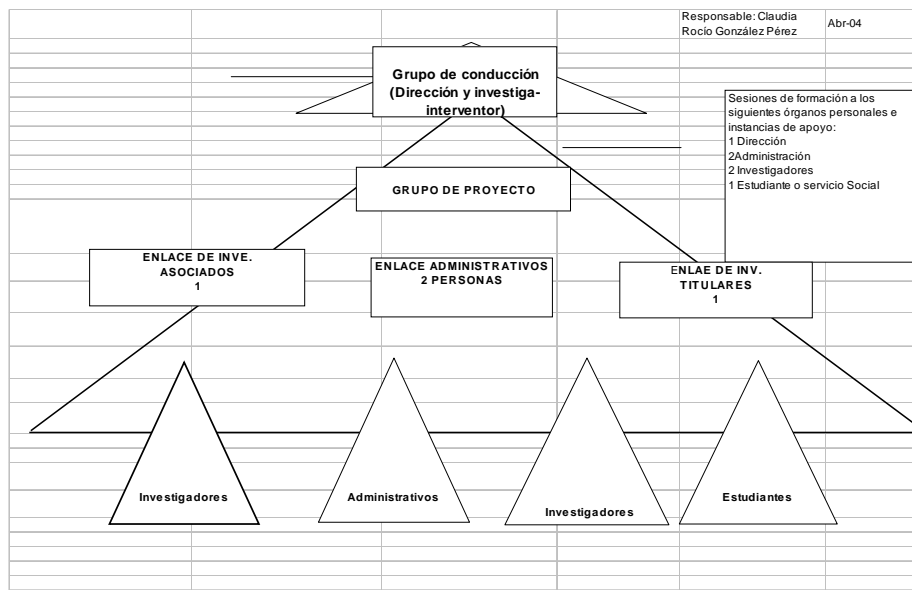 Responsable: Claudia
Rocío González Pérez
Abr-04
Grupo de conducción
(Dirección y investiga-
interventor)
Sesiones de formación a los
siguientes órganos personales e
instancias de apoyo:
1 Dirección
2Administración
2 Investigadores
1 Estudiante o servicio Social
GRUPO DE PROYECTO
ENLACE DE INVE.
ASOCIADOS
1
ENLACE ADMINISTRATIVOS
2 PERSONAS
ENLAE DE INV.
TITULARES
1
Investigadores
Administrativos
Investigadores
Estudiantes